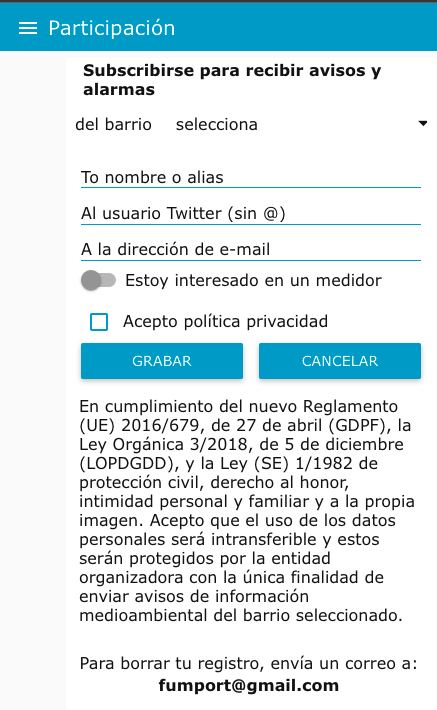 Participación
Subscribirse para recibir avisos y
alarmas
del barrio selecciona
To nombre o alias
Al usuario Twitter (sin @)
A la dirección de e-mail
Estoy interesado en un medidor
Acepto política privacidad
GRABAR CANCELAR
En cumplimiento del nuevo Reglamento
(UE) 2016/679, de 27 de abril (GDPF), la
Ley Orgánica 3/2018, de 5 de diciembre
(LOPDGDD), y la Ley (SE) 1/1982 de
protección civil, derecho al honor,
intimidad personal y familiar y a la propia
imagen. Acepto que el uso de los datos
personales será intransferible y estos
serán protegidos por la entidad
organizadora con la única finalidad de
enviar avisos de información
medioambiental del barrio seleccionado.
Para borrar tu registro, envía un correo a:
fumport@gmail.com